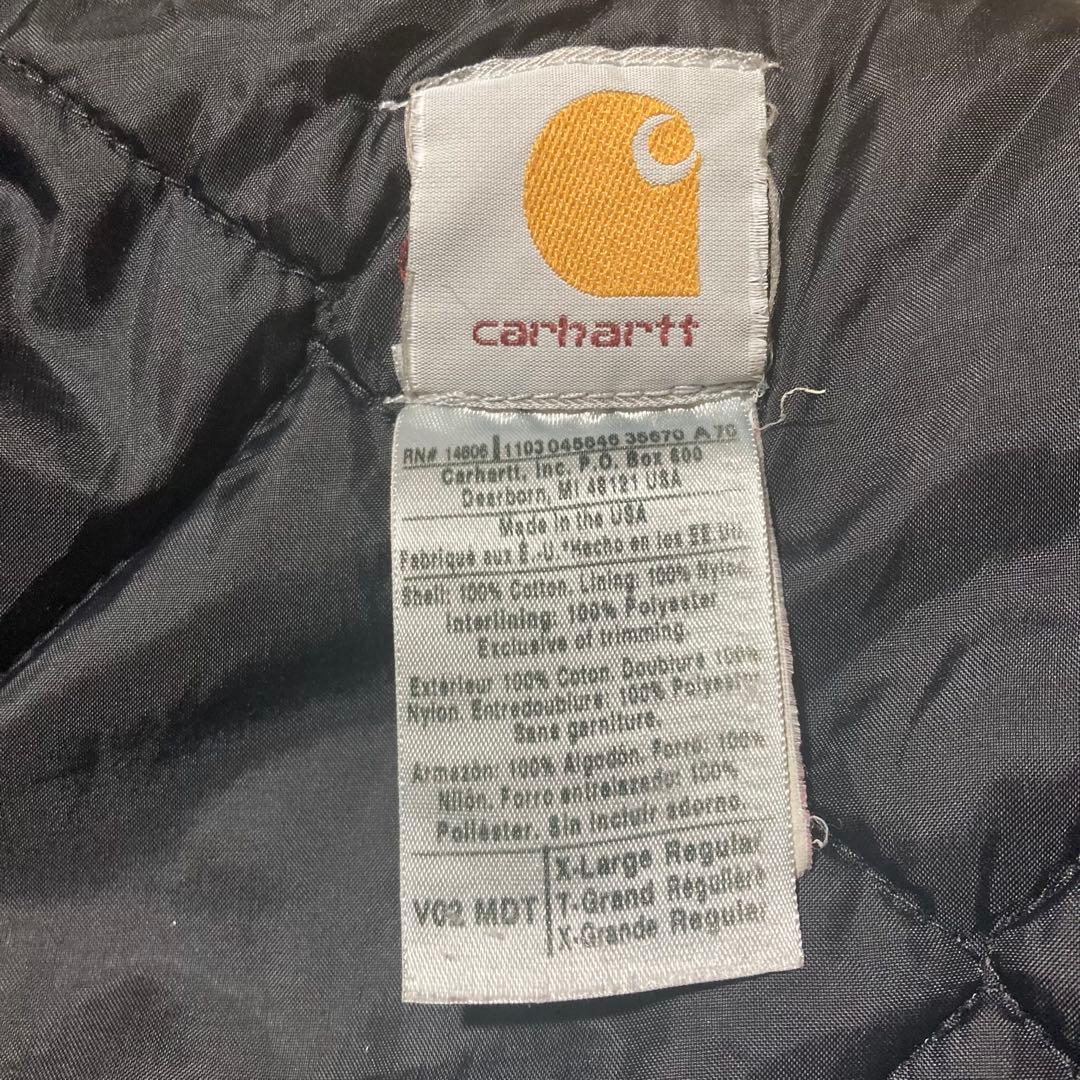 carhartt
RN# 14806 1103 045846 35670 A 70
Carhartt, Inc. P.O. Box 600
Dearborn, MI 48121 USA
Made in the USA
Fabriqué aux É.-U.*Hecho en los EE.UU.
Shell: 100% Cotton. Lining: 100% Nylon.
Interlining: 100% Polyester
Exclusive of trimming.
Extérieur 100% Coton. Doublure 100%
Nylon. Entredoublure: 100% Polyester
Sans garniture.
Armazón: 100% Algodón. Forro: 100%
Nilón. Forro entrelazado: 100%
Poliéster. Sin incluir adorno.
V02 MDT
X-Large Regular
T-Grand Régulière
X-Grande Regular